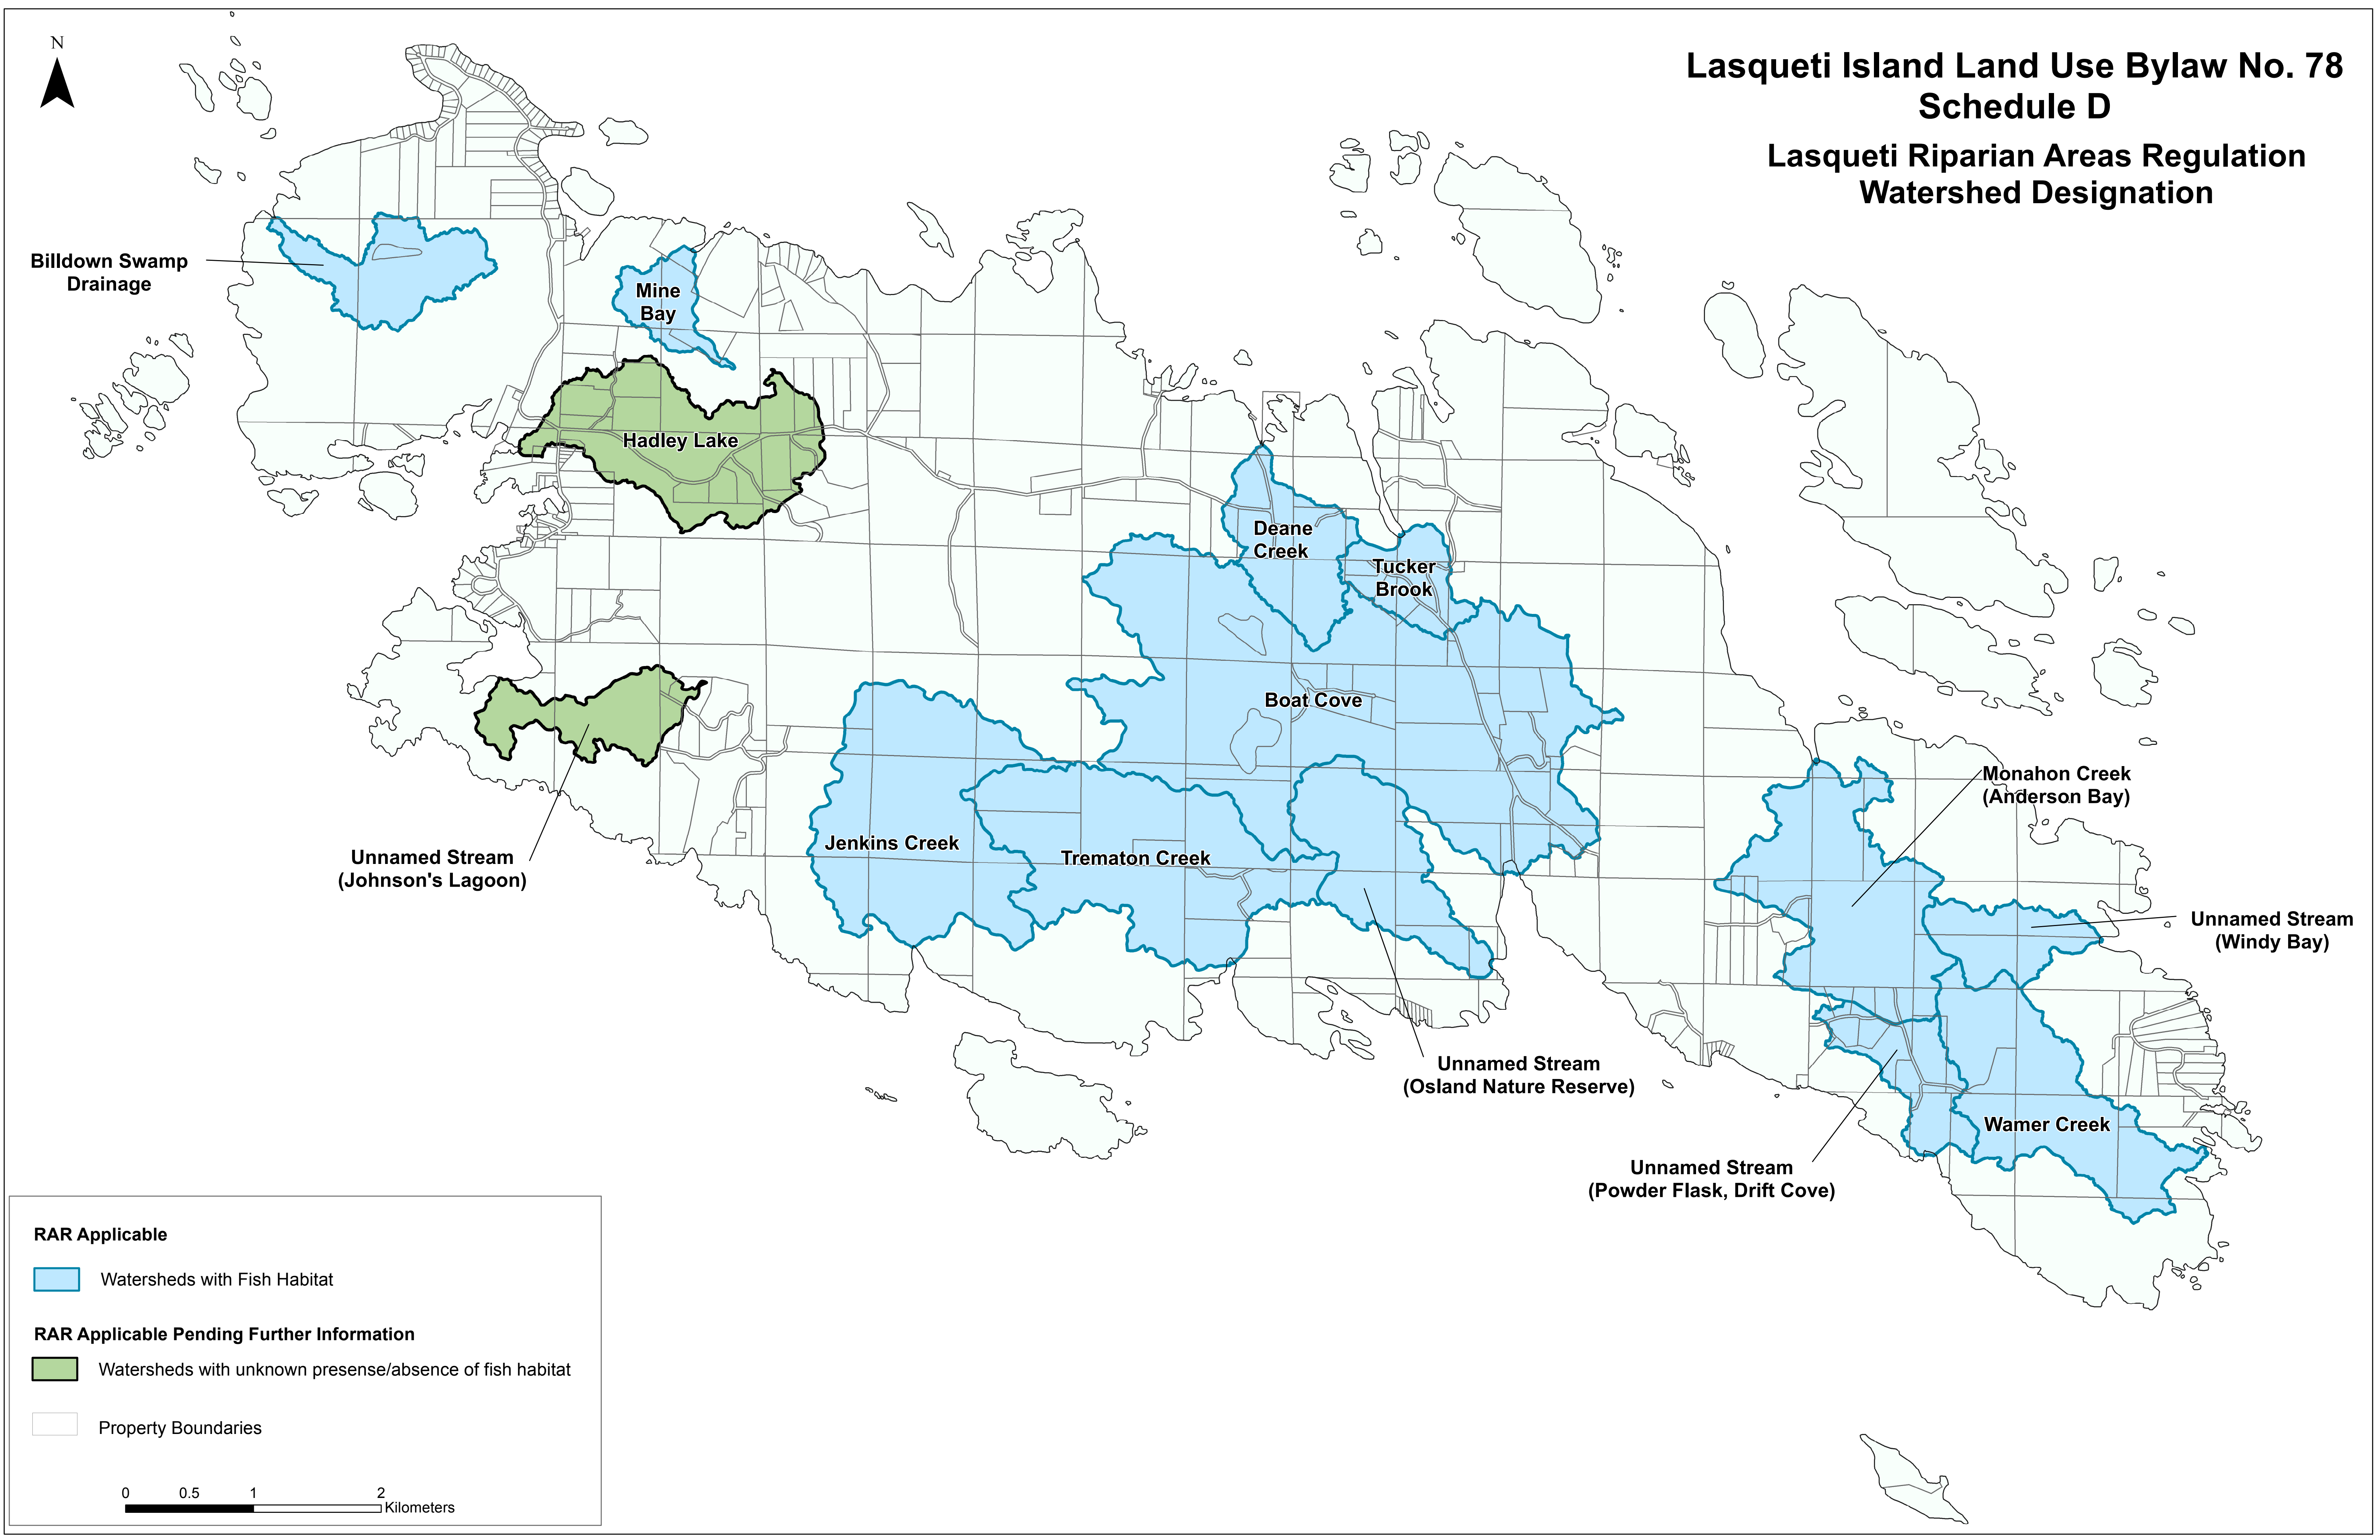 N
Lasqueti Island Land Use Bylaw No. 78
Schedule D
Lasqueti Riparian Areas Regulation
Watershed Designation
Billdown Swamp
Drainage
Mine
Bay
Hadley Lake
Deane
Creek
Tucker
Brook
Boat Cove
Monahon Creek
(Anderson Bay)
Jenkins Creek
Trematon Creek
Unnamed Stream
(Johnson's Lagoon)
Unnamed Stream
(Windy Bay)
Unnamed Stream
(Osland Nature Reserve)
Wamer Creek
Unnamed Stream
(Powder Flask, Drift Cove)
RAR Applicable
Watersheds with Fish Habitat
RAR Applicable Pending Further Information
Watersheds with unknown presense/absence of fish habitat
Property Boundaries
0 0.5 1 2
Kilometers